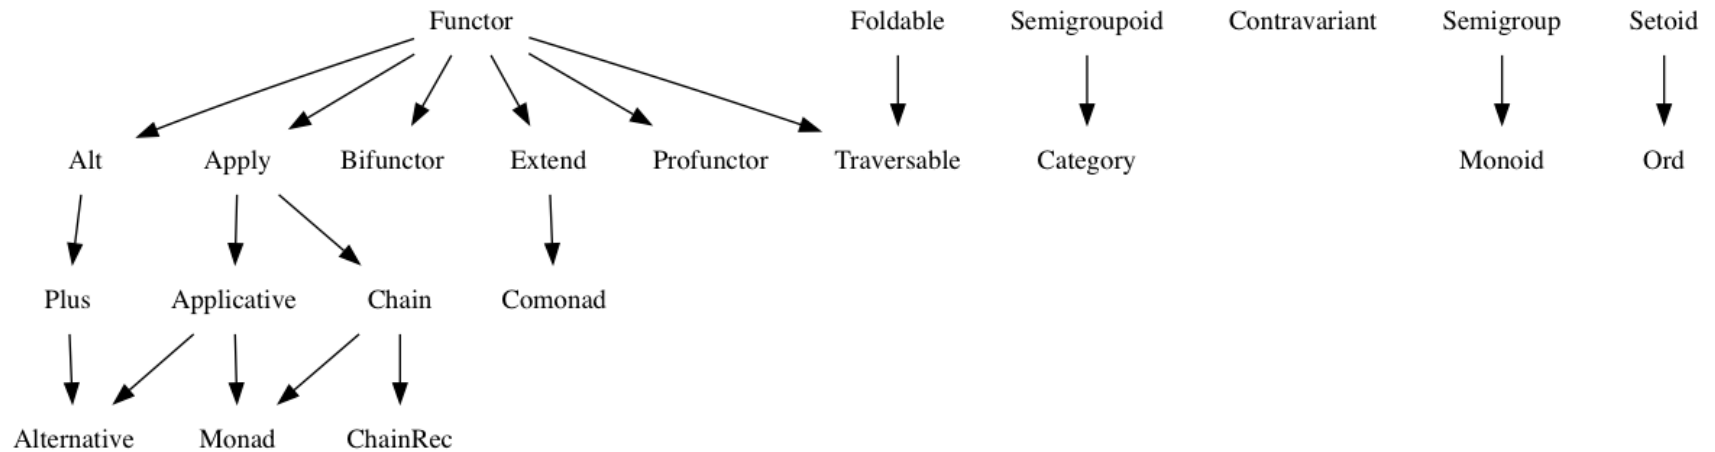 Functor Foldable Semigroupoid Contravariant Semigroup Setoid
Alt Apply Bifunctor Extend Profunctor Traversable Category Monoid Ord
Plus Applicative Chain Comonad
Alternative Monad ChainRec